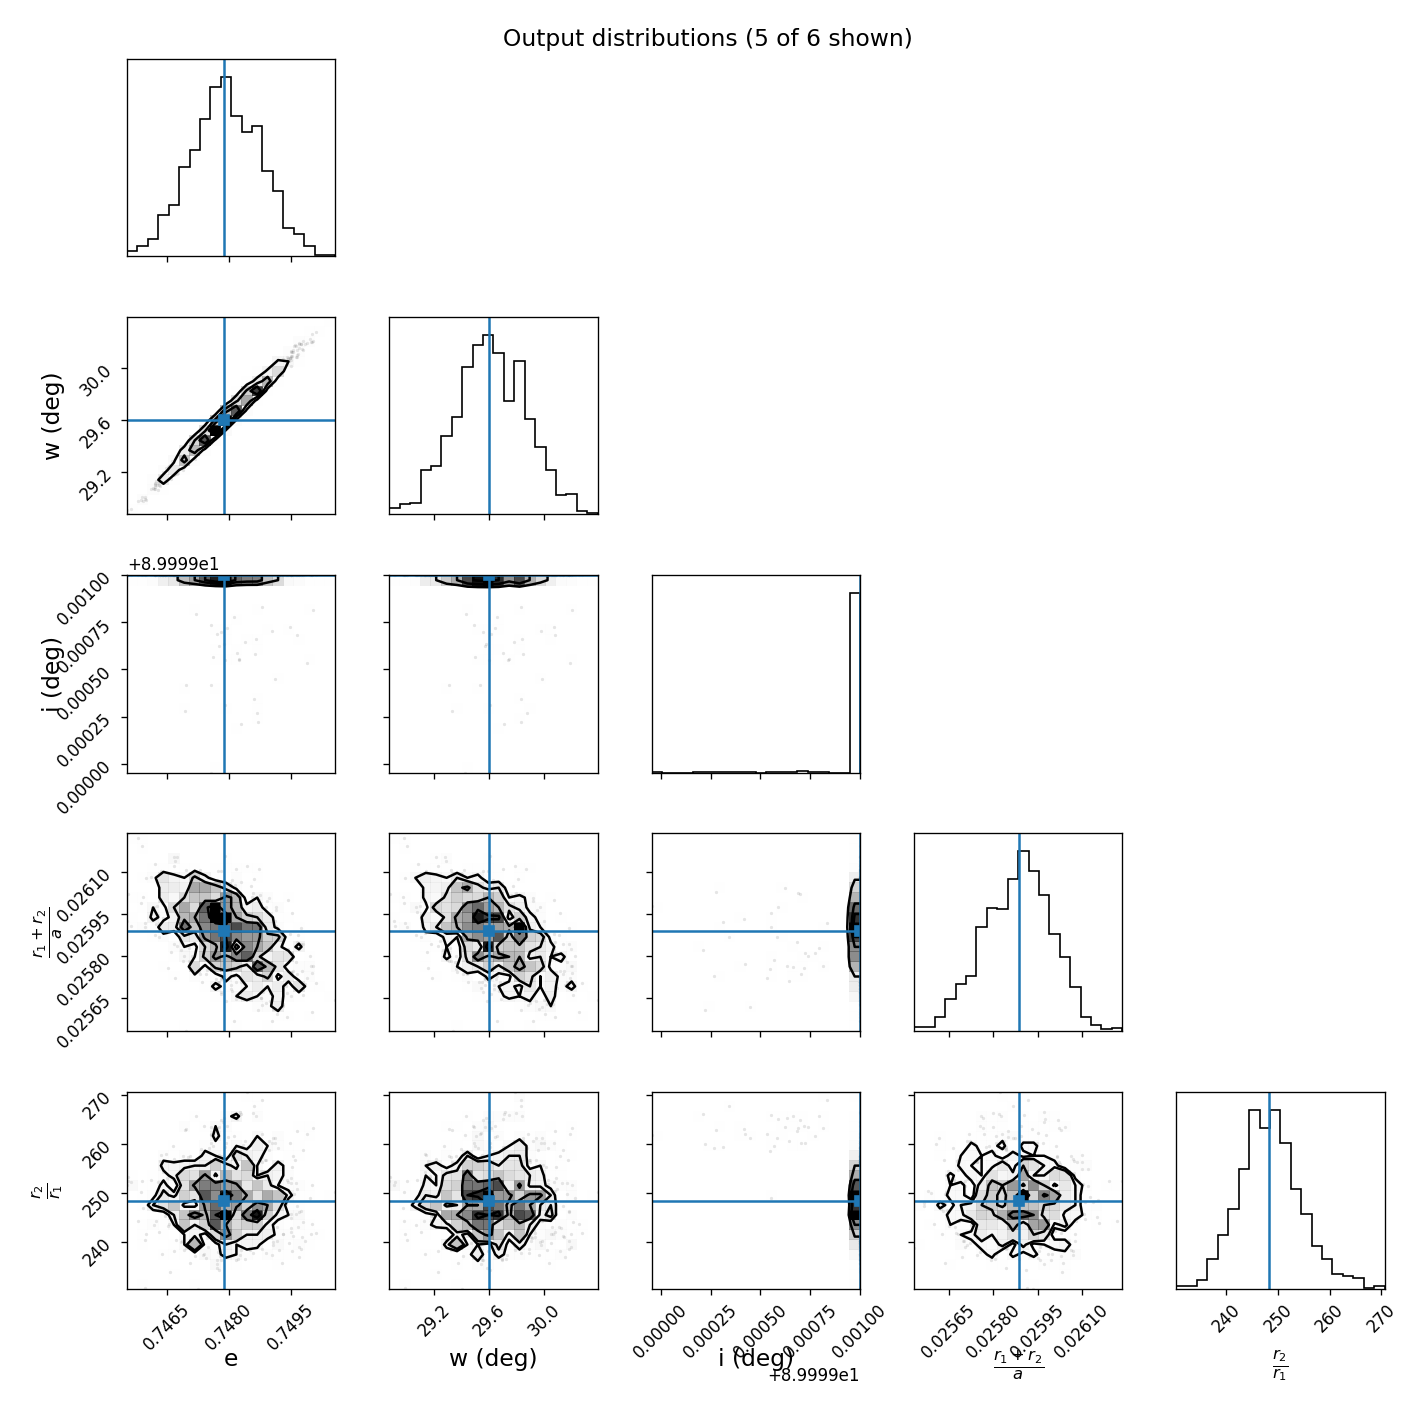 Output distributions (5 of 6 shown)
w (deg)
30.0
29.6
29.2
+8.9999e1
i (deg)
0.00100
0.00075
0.00050
0.00025
0.00000
r₁ + r₂
a
0.02610
0.02595
0.02580
0.02565
r₂
r₁
270
260
250
240
0.7465 0.7480 0.7495 29.2 29.6 30.0 0.00000 0.00025 0.00050 0.00075 0.00100 0.02565 0.02580 0.02595 0.02610 240 250 260 270
e w (deg) i (deg)
r₁ + r₂
a
r₂
r₁
+8.9999e1